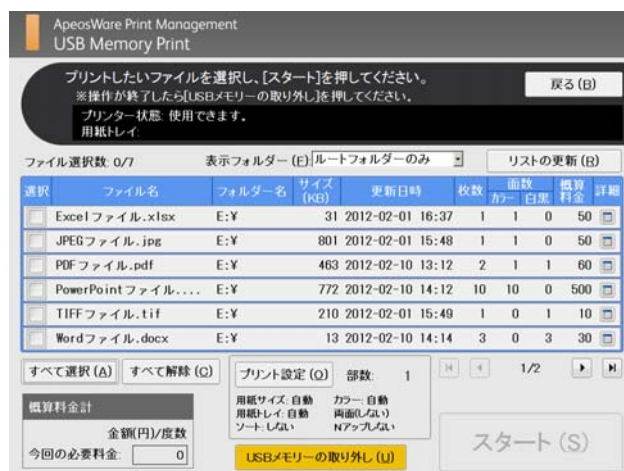 ApeosWare Print Management
USB Memory Print
プリントしたいファイルを選択し、[スタート]を押してください。
※操作が終了したら[USBメモリーの取り外し]を押してください。
戻る(B)
プリンター状態: 使用できます。
用紙トレイ:
ファイル選択数: 0/7 表示フォルダー(F): ルートフォルダーのみ リストの更新(R)
選択 ファイル名 フォルダー名 サイズ(KB) 更新日時 枚数 面数 カラー 白黒 概算料金 詳細
Excelファイル.xlsx E:¥ 31 2012-02-01 16:37 1 1 0 50
JPEGファイル.jpg E:¥ 801 2012-02-01 15:48 1 1 0 50
PDFファイル.pdf E:¥ 463 2012-02-10 13:12 2 1 1 60
PowerPointファイル.... E:¥ 772 2012-02-10 14:12 10 10 0 500
TIFFファイル.tif E:¥ 210 2012-02-01 15:49 1 0 1 10
Wordファイル.docx E:¥ 13 2012-02-10 14:14 3 0 3 30
すべて選択(A) すべて解除(C) プリント設定(O) 部数: 1 1/2
用紙サイズ: 自動 カラー: 自動
用紙トレイ: 自動 両面(しない)
ソート: しない Nアップ(しない)
概算料金計
金額(円)/度数
今回の必要料金: 0
USBメモリーの取り外し(U)
スタート(S)